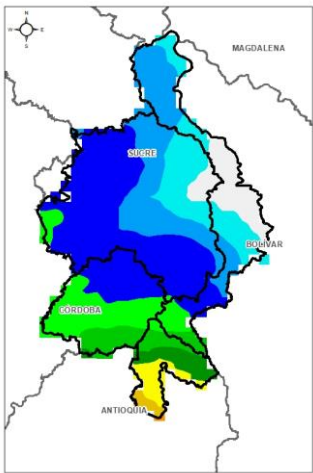 N
W E
S
MAGDALENA
SUCRE
BOLIVAR
CORDOBA
ANTIOQUIA